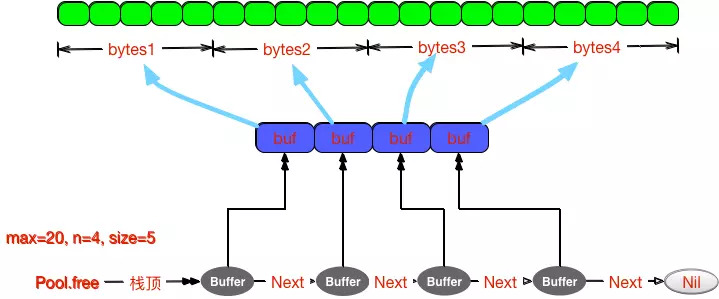 bytes1 bytes2 bytes3 bytes4
buf buf buf buf
max=20, n=4, size=5
Pool.free 栈顶 Buffer Next Buffer Next Buffer Next Buffer Next Nil